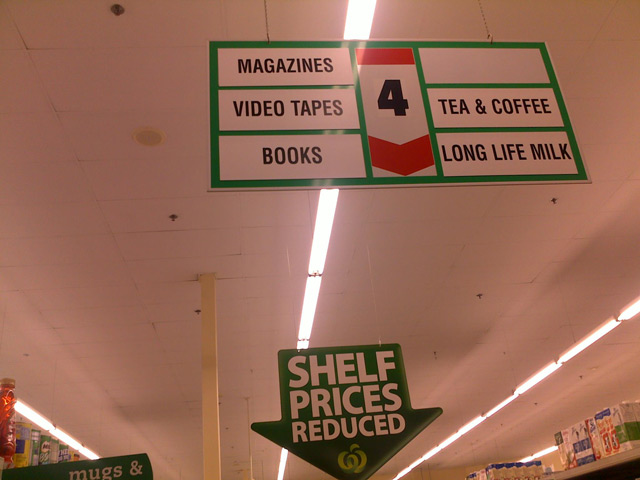 MAGAZINES
VIDEO TAPES
BOOKS
4
TEA & COFFEE
LONG LIFE MILK
SHELF
PRICES
REDUCED
mugs &